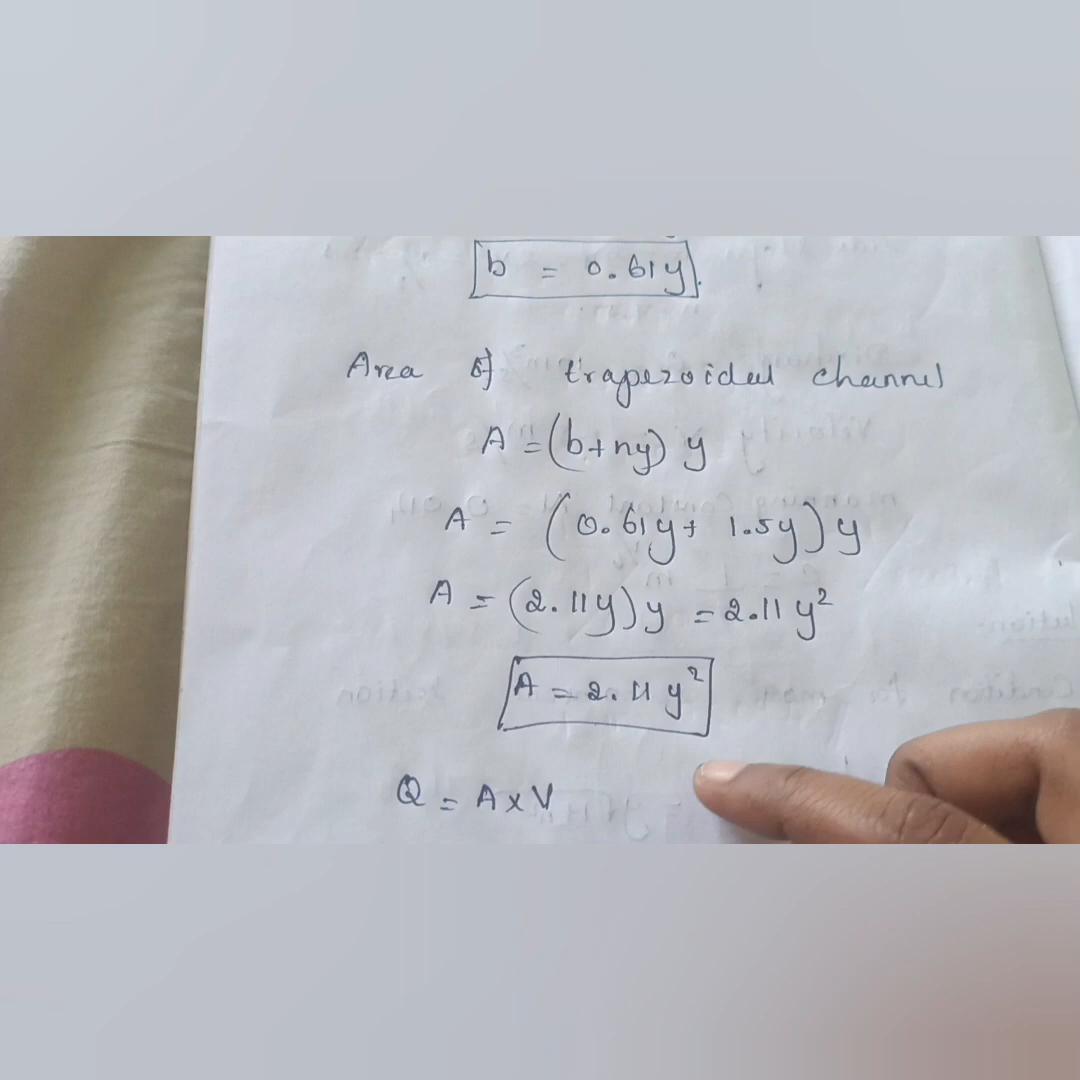 b = 0.61y.
Area of trapezoidal channel
A = (b+ny) y
A = (0.61y + 1.5y) y
A = (2.11y) y = 2.11 y²
A = 2.11 y²
Q = A x V